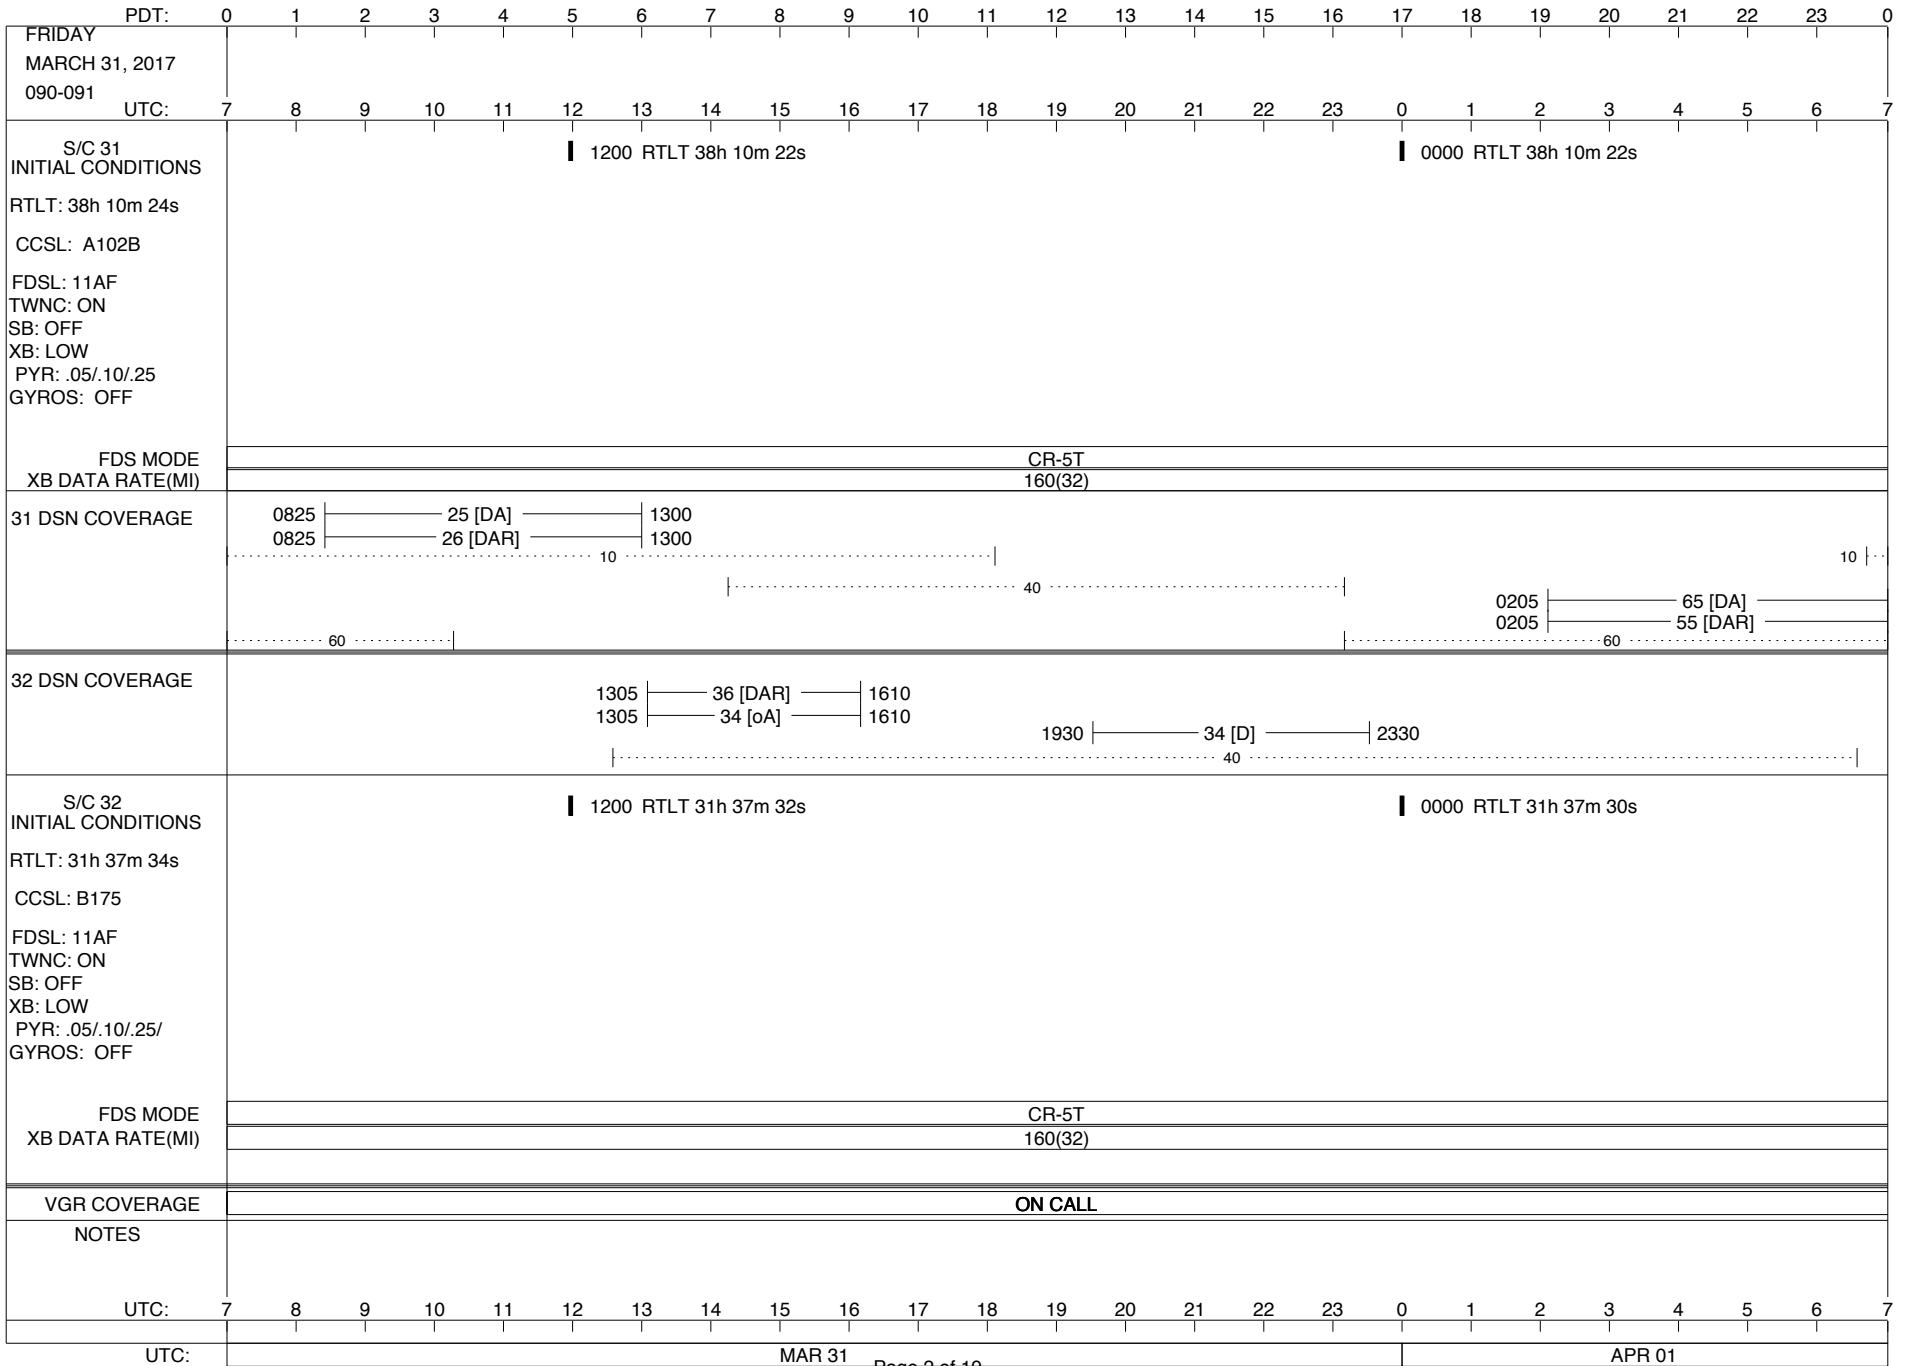 PDT: 0 1 2 3 4 5 6 7 8 9 10 11 12 13 14 15 16 17 18 19 20 21 22 23 0
FRIDAY
MARCH 31, 2017
090-091
UTC: 7 8 9 10 11 12 13 14 15 16 17 18 19 20 21 22 23 0 1 2 3 4 5 6 7
S/C 31
INITIAL CONDITIONS
1200 RTLT 38h 10m 22s
0000 RTLT 38h 10m 22s
RTLT: 38h 10m 24s
CCSL: A102B
FDSL: 11AF
TWNC: ON
SB: OFF
XB: LOW
PYR: .05/.10/.25
GYROS: OFF
FDS MODE CR-5T
XB DATA RATE(MI) 160(32)
31 DSN COVERAGE
0825 25 [DA] 1300
0825 26 [DAR] 1300
10 10
40
0205 65 [DA]
0205 55 [DAR]
60 60
32 DSN COVERAGE
1305 36 [DAR] 1610
1305 34 [oA] 1610
1930 34 [D] 2330
40
S/C 32
INITIAL CONDITIONS
1200 RTLT 31h 37m 32s
0000 RTLT 31h 37m 30s
RTLT: 31h 37m 34s
CCSL: B175
FDSL: 11AF
TWNC: ON
SB: OFF
XB: LOW
PYR: .05/.10/.25/
GYROS: OFF
FDS MODE CR-5T
XB DATA RATE(MI) 160(32)
VGR COVERAGE ON CALL
NOTES
UTC: 7 8 9 10 11 12 13 14 15 16 17 18 19 20 21 22 23 0 1 2 3 4 5 6 7
UTC: MAR 31 APR 01